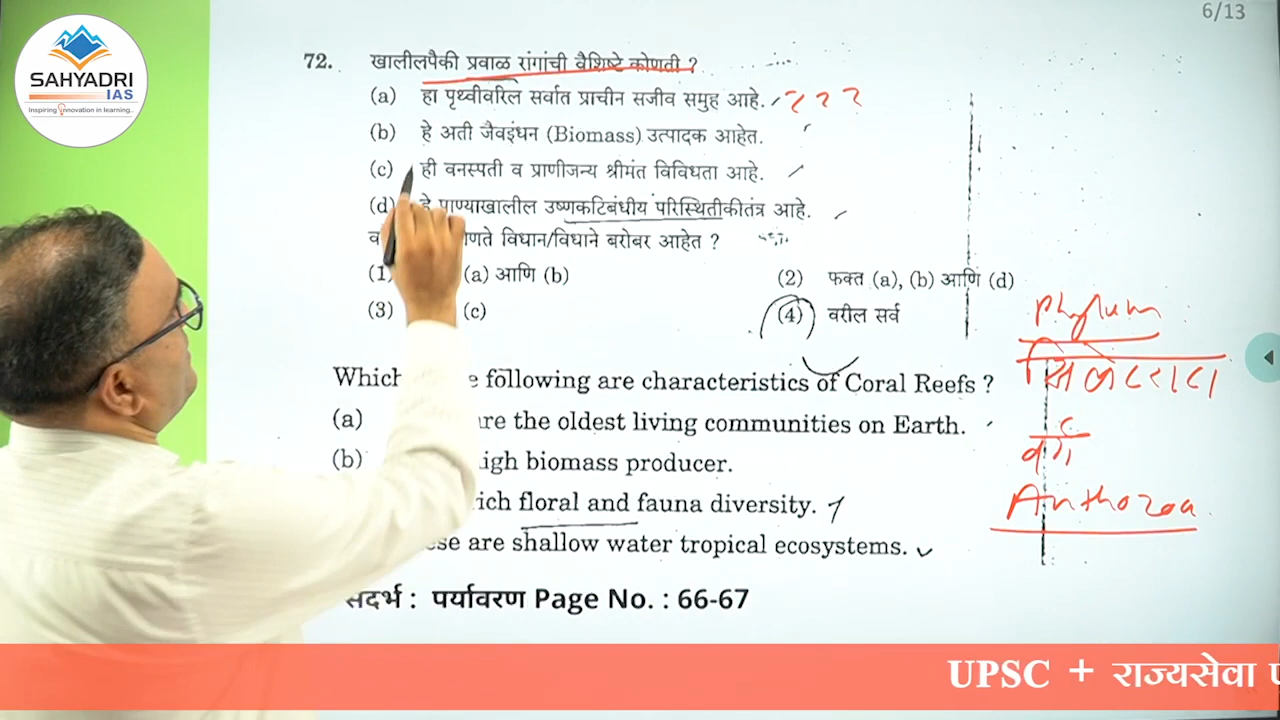 6/13
SAHYADRI
IAS
Inspiring innovation in learning..
72. खालीलपैकी प्रवाळ रांगांची वैशिष्टे कोणती ?
(a) हा पृथ्वीवरिल सर्वात प्राचीन सजीव समुह आहे. ? ? ?
(b) हे अती जैवइंधन (Biomass) उत्पादक आहेत.
(c) ही वनस्पती व प्राणीजन्य श्रीमंत विविधता आहे.
(d) हे पाण्याखालील उष्णकटिबंधीय परिस्थितीकीतंत्र आहे.
विधान/विधाने बरोबर आहेत ?
(1) (a) आणि (b)
(2) फक्त (a), (b) आणि (d)
(3) (c)
(4) वरील सर्व
Phylum
सिलेंटराटा
वर्ग
Anthozoa
Which following are characteristics of Coral Reefs ?
(a) are the oldest living communities on Earth.
(b) high biomass producer.
rich floral and fauna diversity.
are shallow water tropical ecosystems.
संदर्भ : पर्यावरण Page No. : 66-67
UPSC + राज्यसेवा